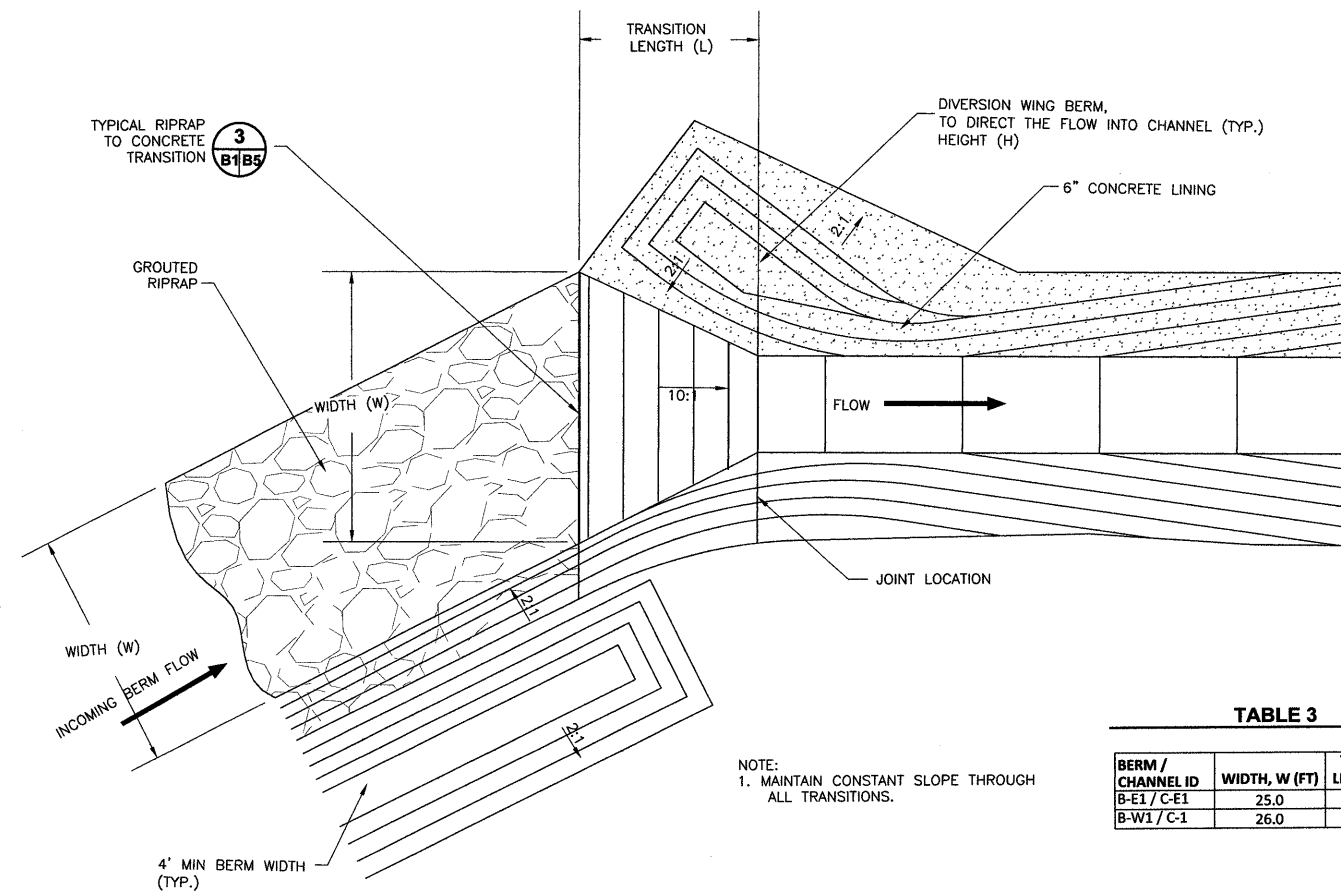 TRANSITION
LENGTH (L)
TYPICAL RIPRAP
TO CONCRETE
TRANSITION
3
B1 B5
DIVERSION WING BERM,
TO DIRECT THE FLOW INTO CHANNEL (TYP.)
HEIGHT (H)
6" CONCRETE LINING
GROUTED
RIPRAP
2:1
2:1
WIDTH (W)
10:1
FLOW
JOINT LOCATION
2:1
WIDTH (W)
INCOMING BERM FLOW
2:1
NOTE:
1. MAINTAIN CONSTANT SLOPE THROUGH
ALL TRANSITIONS.
4' MIN BERM WIDTH
(TYP.)
TABLE 3
BERM /
CHANNEL ID WIDTH, W (FT)
B-E1 / C-E1 25.0
B-W1 / C-1 26.0